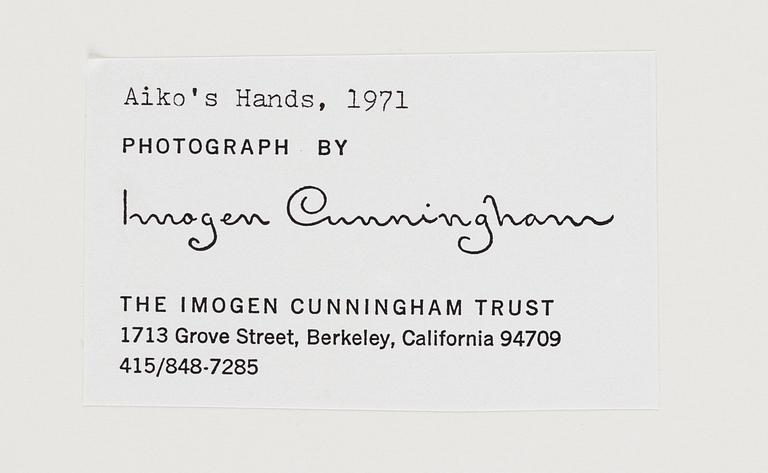 Aiko's Hands, 1971
PHOTOGRAPH BY
Imogen Cunningham
THE IMOGEN CUNNINGHAM TRUST
1713 Grove Street, Berkeley, California 94709
415/848-7285